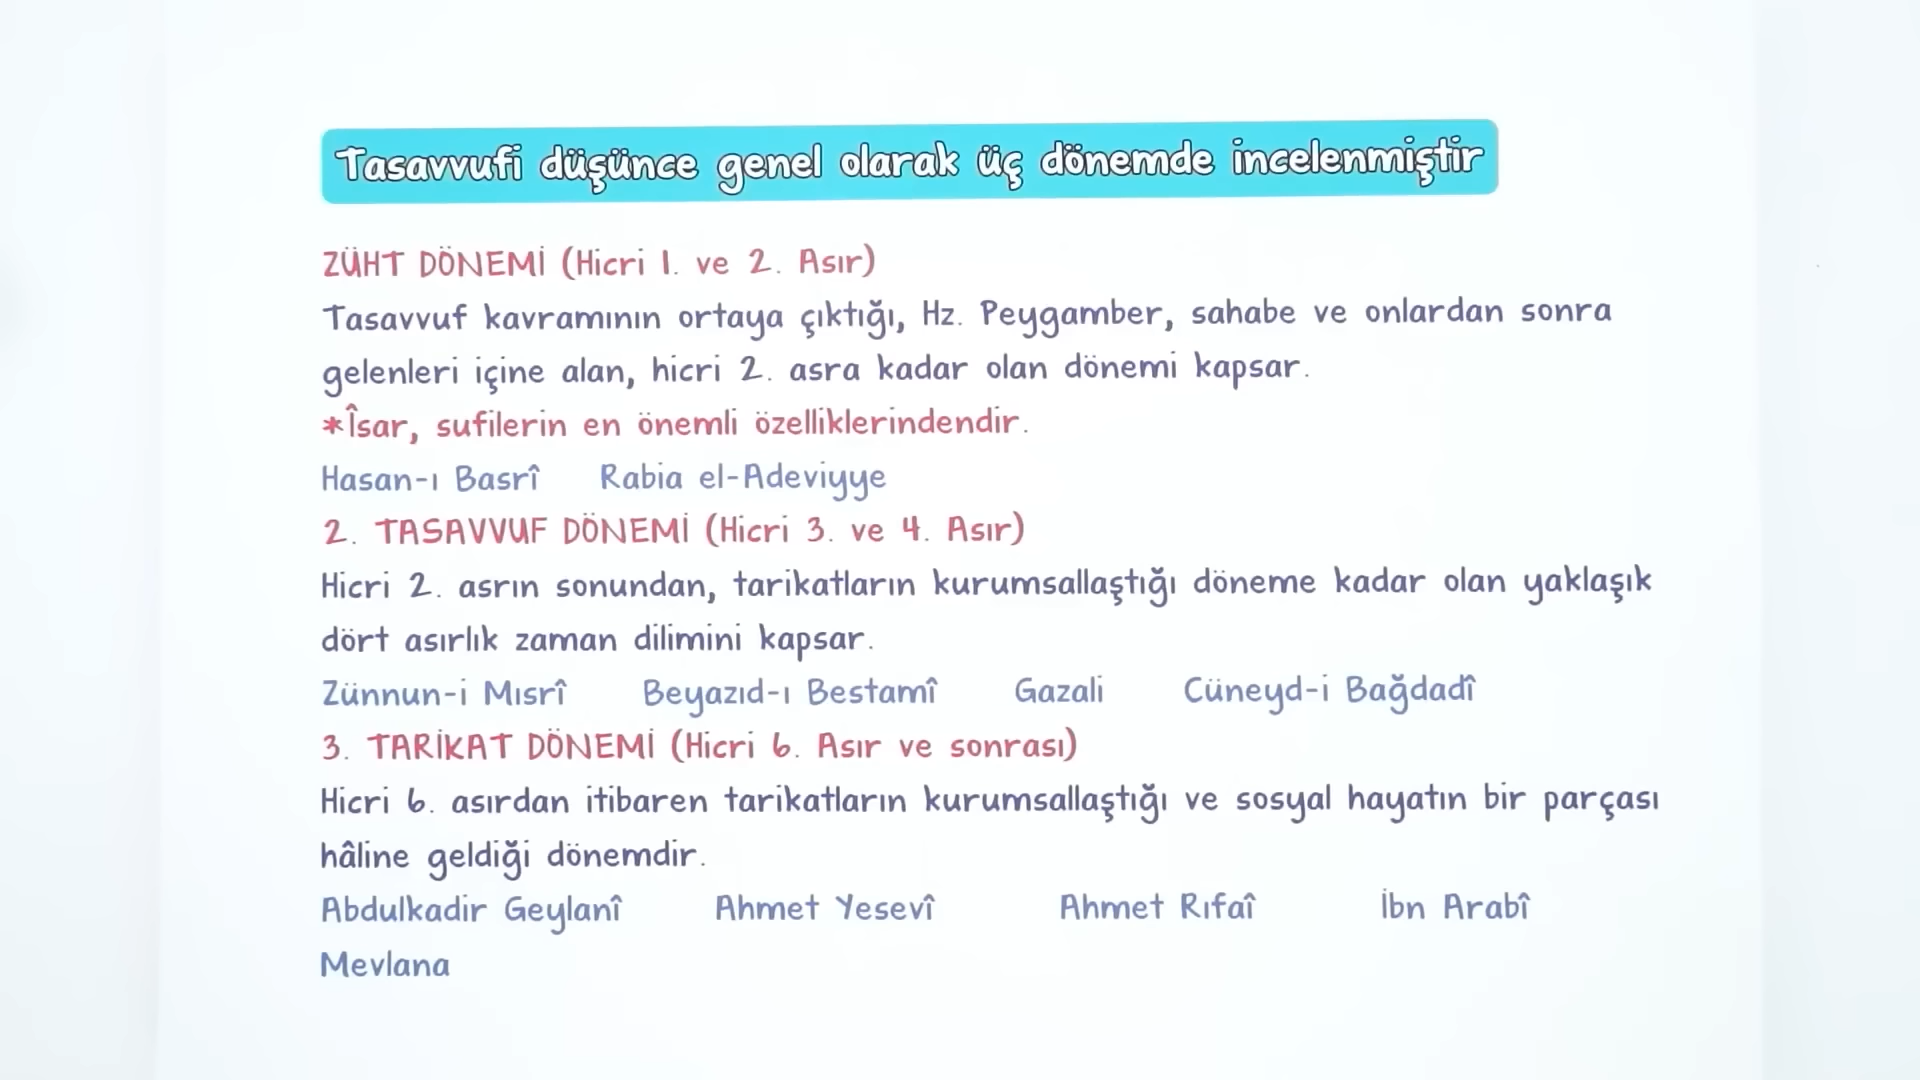 Tasavvufi düşünce genel olarak üç dönemde incelenmiştir
ZÜHT DÖNEMİ (Hicri 1. ve 2. Asır)
Tasavvuf kavramının ortaya çıktığı, Hz. Peygamber, sahabe ve onlardan sonra
gelenleri içine alan, hicri 2. asra kadar olan dönemi kapsar.
*Îsar, sufilerin en önemli özelliklerindendir.
Hasan-ı Basrî Rabia el-Adeviyye
2. TASAVVUF DÖNEMİ (Hicri 3. ve 4. Asır)
Hicri 2. asrın sonundan, tarikatların kurumsallaştığı döneme kadar olan yaklaşık
dört asırlık zaman dilimini kapsar.
Zünnun-i Mısrî Beyazıd-ı Bestamî Gazali Cüneyd-i Bağdadî
3. TARİKAT DÖNEMİ (Hicri 6. Asır ve sonrası)
Hicri 6. asırdan itibaren tarikatların kurumsallaştığı ve sosyal hayatın bir parçası
hâline geldiği dönemdir.
Abdulkadir Geylanî Ahmet Yesevî Ahmet Rıfaî İbn Arabî
Mevlana